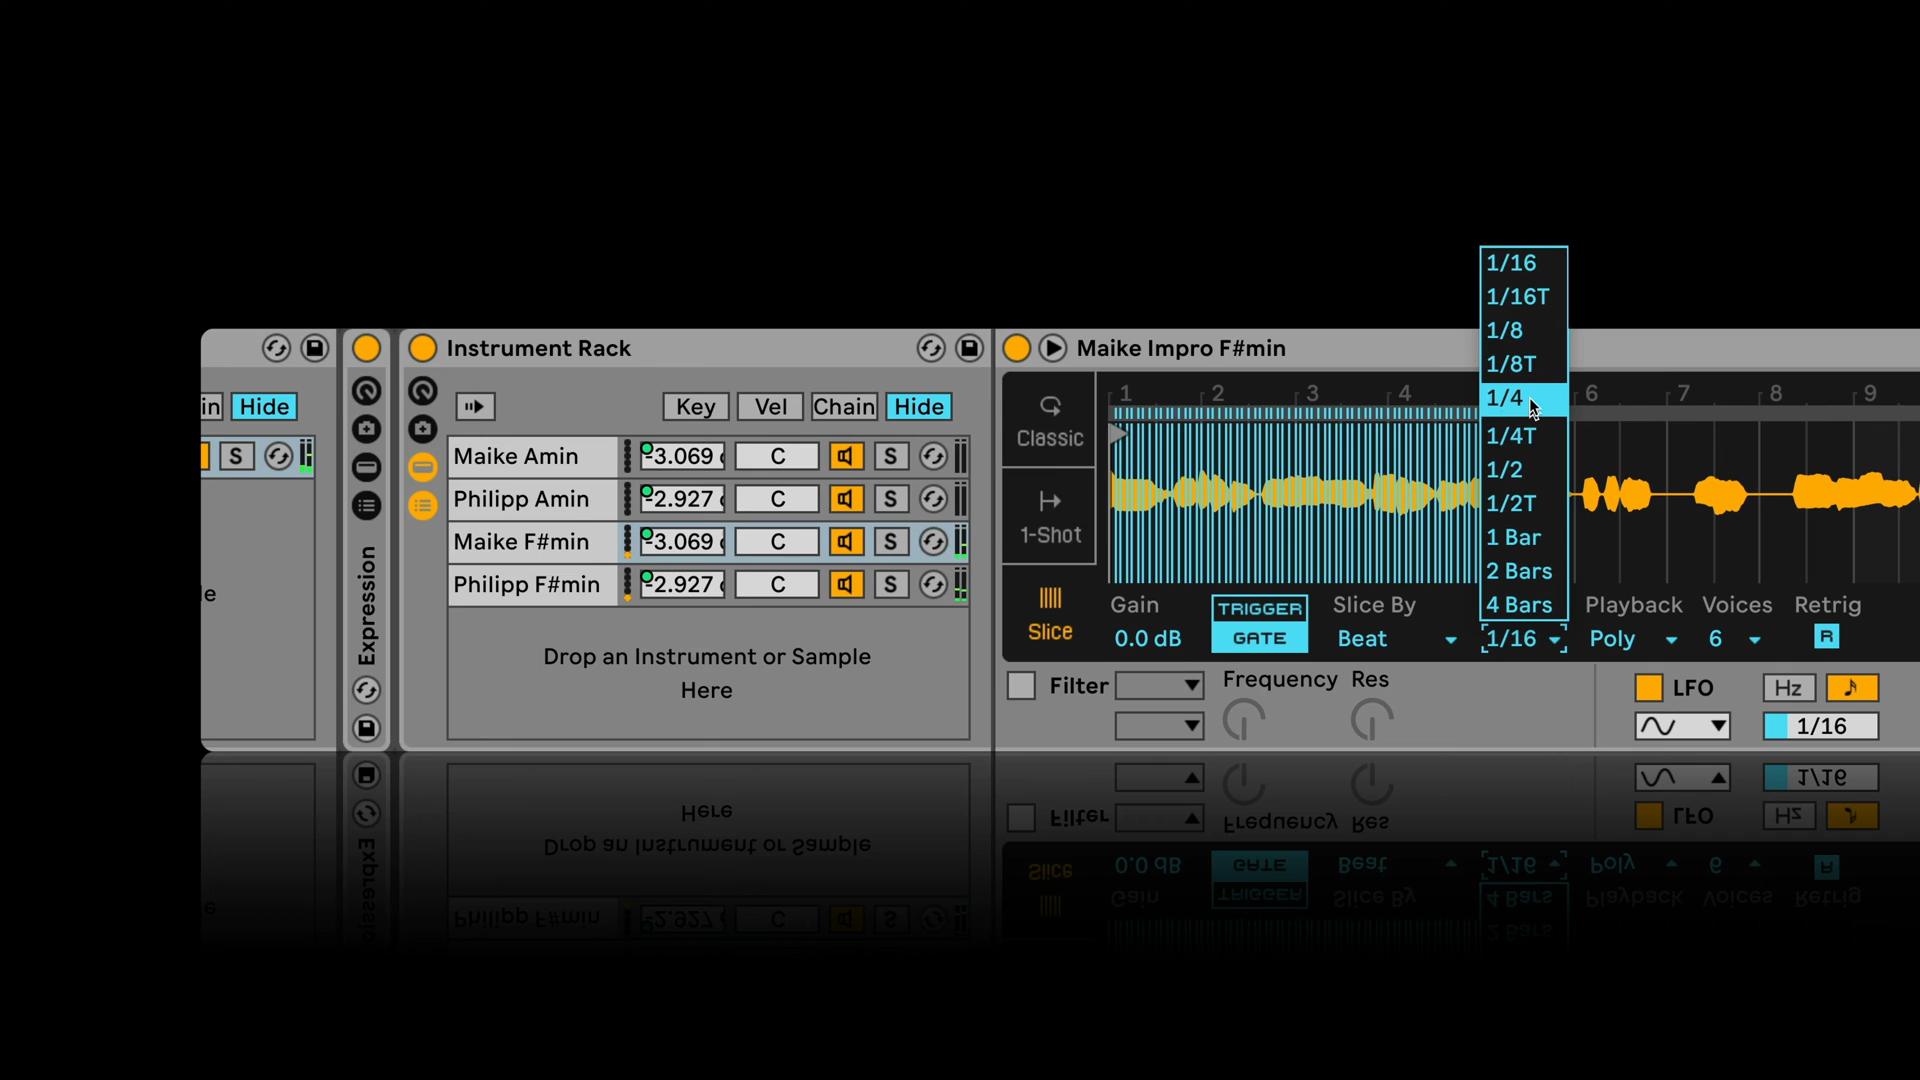 1/16
1/16T
1/8
1/8T
1/4
1/4T
1/2
1/2T
1 Bar
2 Bars
4 Bars
Instrument Rack
Maike Impro F#min
in Hide
Key Vel Chain Hide
1 2 3 4 6 7 8 9
Classic
S
Maike Amin -3.069 C S
Philipp Amin -2.927 C S
1-Shot
Maike F#min -3.069 C S
Philipp F#min -2.927 C S
Expression
le
Drop an Instrument or Sample
Here
Slice
Gain TRIGGER Slice By Playback Voices Retrig
0.0 dB GATE Beat 1/16 Poly 6 R
Filter Frequency Res
LFO Hz
1/16